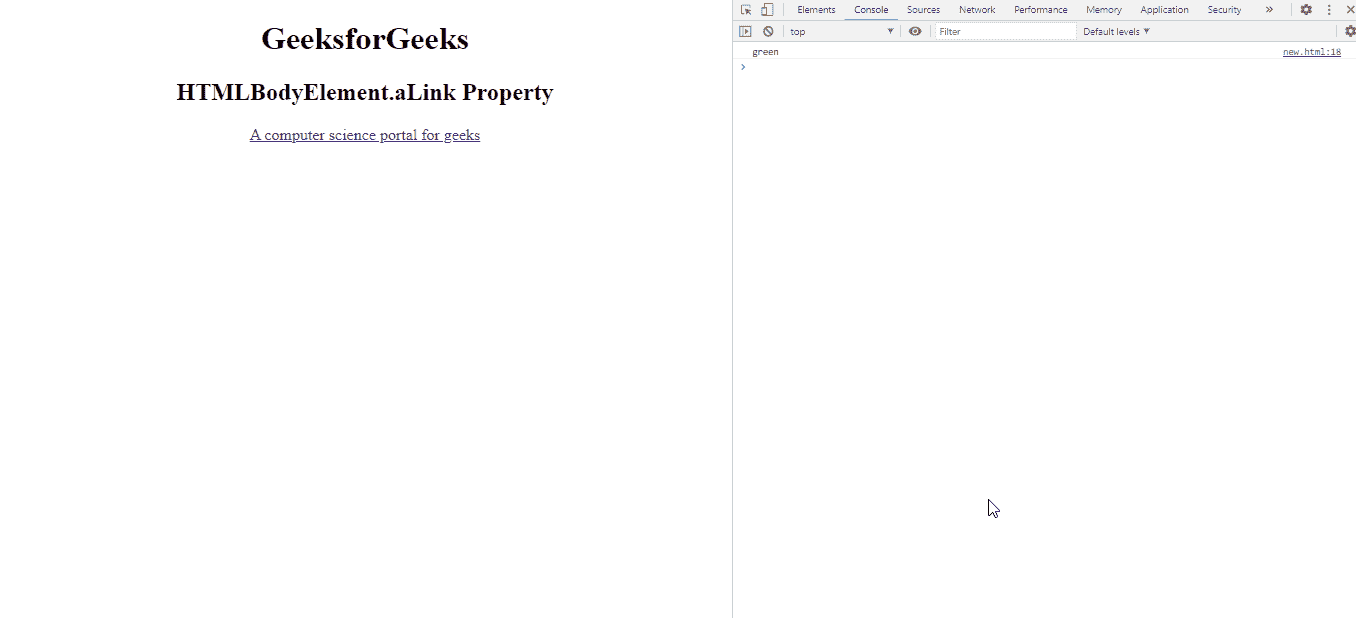 GeeksforGeeks
HTMLBodyElement.aLink Property
A computer science portal for geeks
Elements Console Sources Network Performance Memory Application Security »
top ▼ Filter Default levels ▼
green new.html:18
>